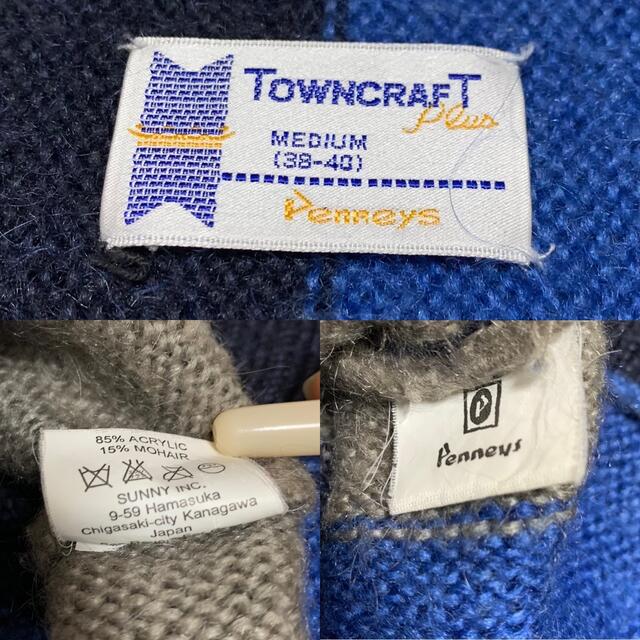 TOWNCRAFT
Plus
MEDIUM
(38-40)
Penneys
85% ACRYLIC
15% MOHAIR
SUNNY INC.
9-59 Hamasuka
Chigasaki-city Kanagawa
Japan
P
Penneys